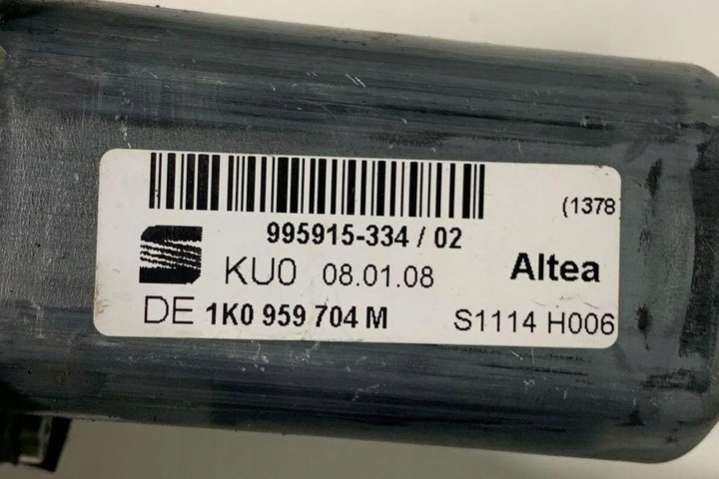 (1378
995915-334 / 02
KU0 08.01.08 Altea
DE 1K0 959 704 M S1114 H006